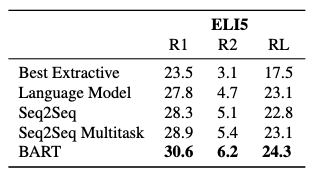 ELI5
R1 R2 RL
Best Extractive 23.5 3.1 17.5
Language Model 27.8 4.7 23.1
Seq2Seq 28.3 5.1 22.8
Seq2Seq Multitask 28.9 5.4 23.1
BART 30.6 6.2 24.3